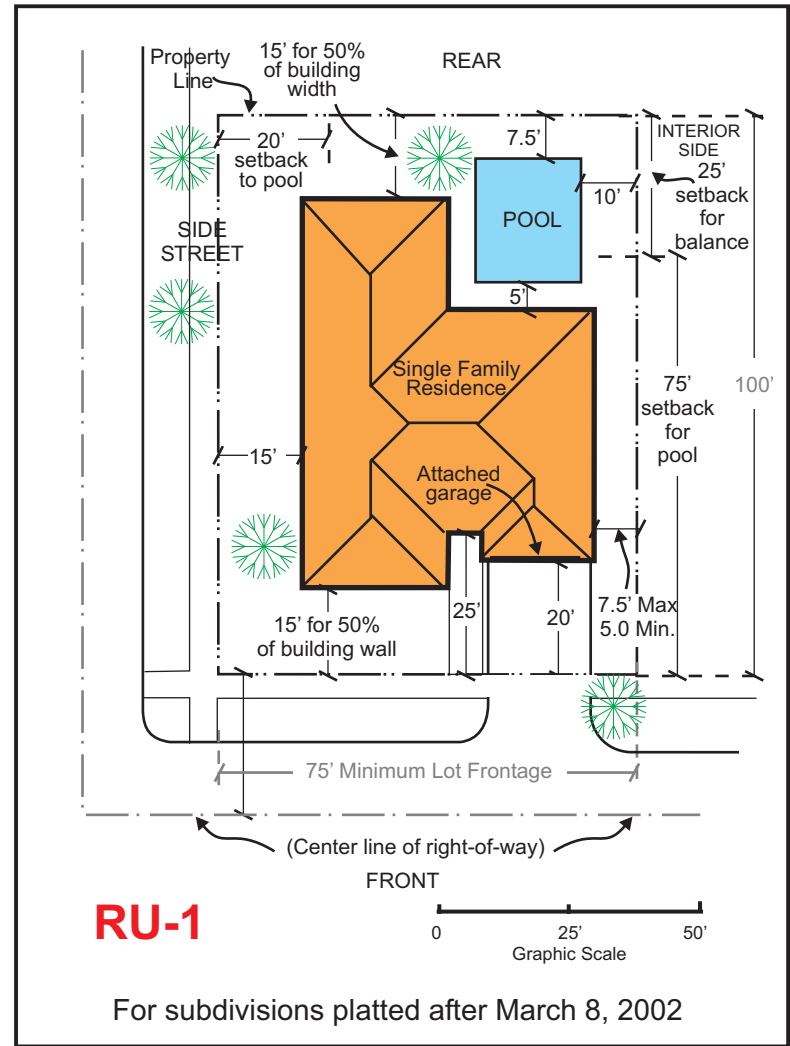 REAR
Property
Line
15’ for 50%
of building
width
20’
setback
to pool
7.5’
INTERIOR
SIDE
25’
setback
for
balance
10’
POOL
SIDE
STREET
5’
Single Family
Residence
75’
setback
for
pool
100’
15’
Attached
garage
25’
20’
7.5’ Max
5.0 Min.
15’ for 50%
of building wall
75’ Minimum Lot Frontage
(Center line of right-of-way)
FRONT
RU-1
0 25’ 50’
Graphic Scale
For subdivisions platted after March 8, 2002